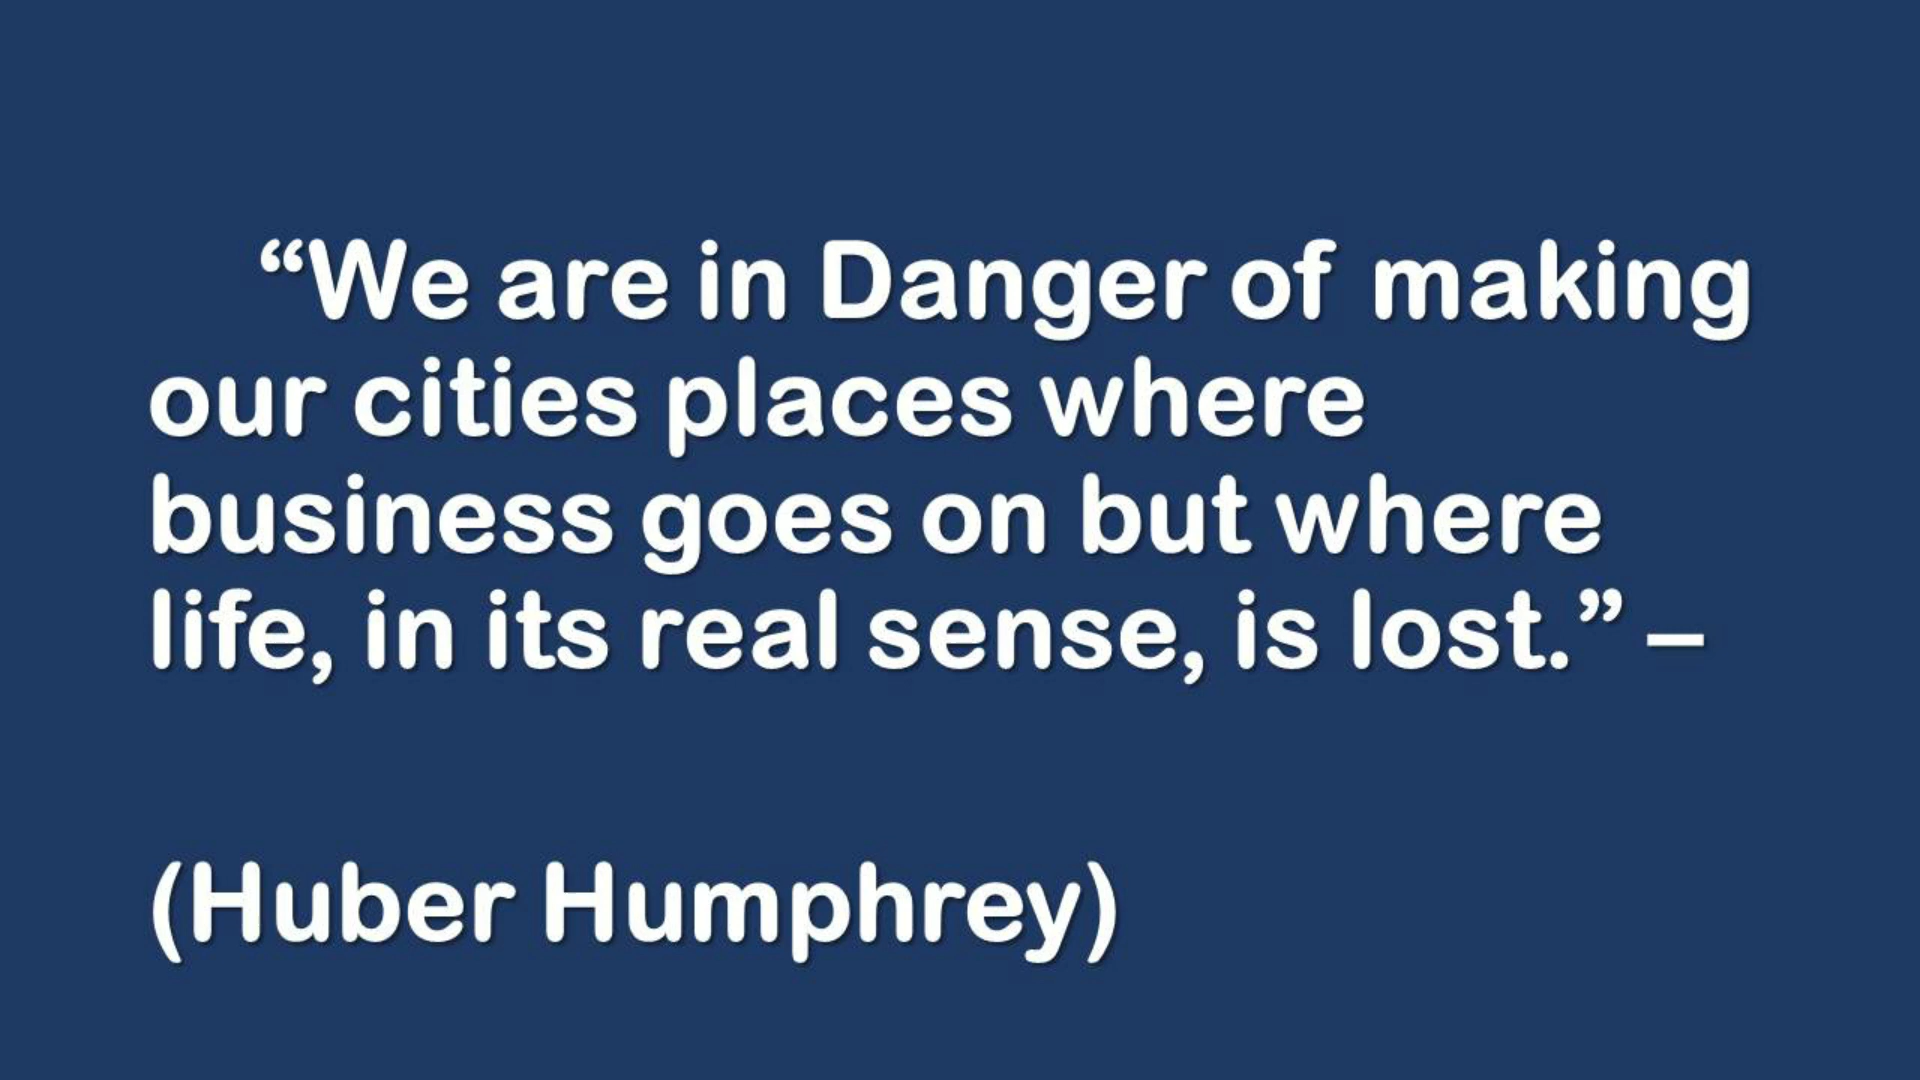 “We are in Danger of making
our cities places where
business goes on but where
life, in its real sense, is lost.” –
(Huber Humphrey)